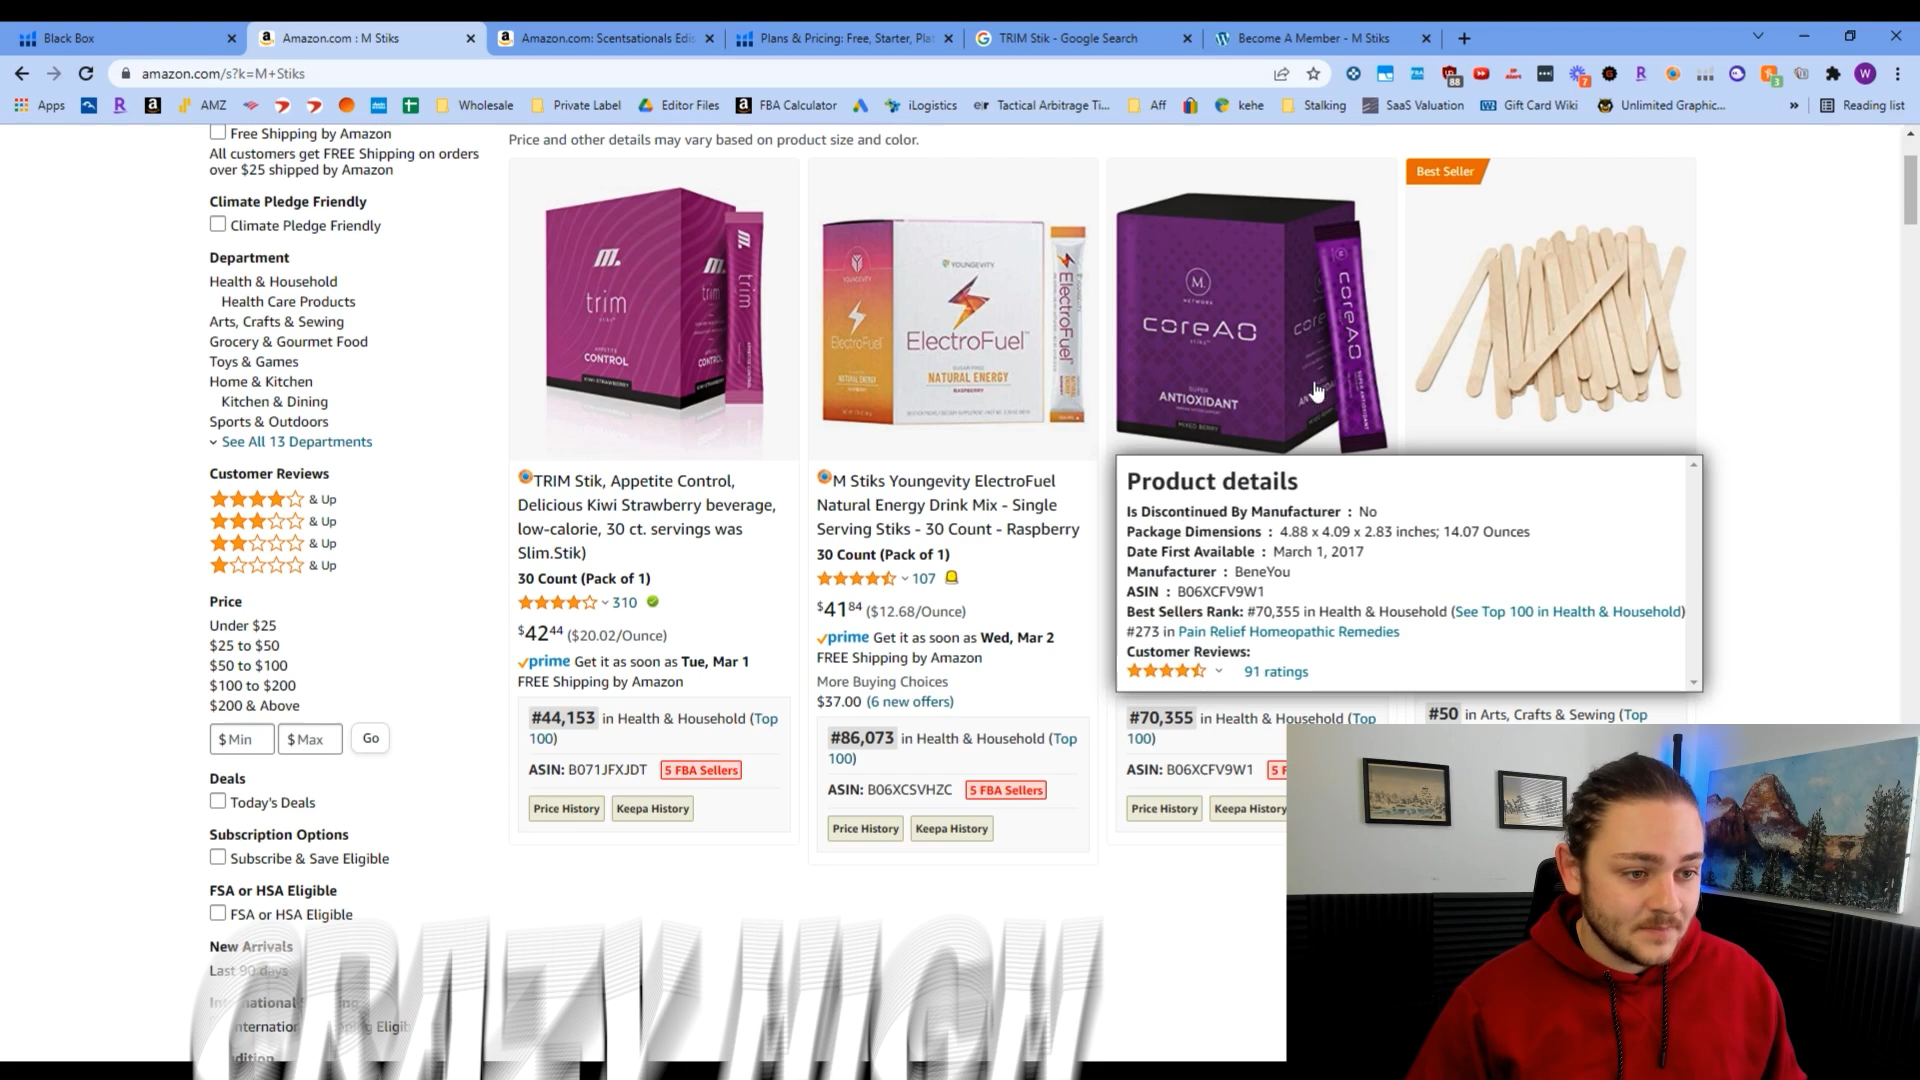 Black Box
Amazon.com : M Stiks
Amazon.com: Scentsationals Edis
Plans & Pricing: Free, Starter, Plat
TRIM Stik - Google Search
Become A Member - M Stiks
amazon.com/s?k=M+Stiks
88
7
3
W
Apps
AMZ
Wholesale
Private Label
Editor Files
FBA Calculator
iLogistics
Tactical Arbitrage Ti...
Aff
kehe
Stalking
SaaS Valuation
Gift Card Wiki
Unlimited Graphic...
»
Reading list
Free Shipping by Amazon
All customers get FREE Shipping on orders
over $25 shipped by Amazon
Climate Pledge Friendly
Climate Pledge Friendly
Department
Health & Household
Health Care Products
Arts, Crafts & Sewing
Grocery & Gourmet Food
Toys & Games
Home & Kitchen
Kitchen & Dining
Sports & Outdoors
See All 13 Departments
Customer Reviews
& Up
& Up
& Up
& Up
Price
Under $25
$25 to $50
$50 to $100
$100 to $200
$200 & Above
$ Min
$ Max
Go
Deals
Today's Deals
Subscription Options
Subscribe & Save Eligible
FSA or HSA Eligible
FSA or HSA Eligible
New Arrivals
Last 90 days
Price and other details may vary based on product size and color.
m.
trim
APPETITE
CONTROL
KIWI STRAWBERRY
m.
trim
TRIM Stik, Appetite Control,
Delicious Kiwi Strawberry beverage,
low-calorie, 30 ct. servings was
Slim.Stik)
30 Count (Pack of 1)
310
$42 44 ($20.02/Ounce)
prime Get it as soon as Tue, Mar 1
FREE Shipping by Amazon
#44,153 in Health & Household (Top
100)
ASIN: B071JFXJDT 5 FBA Sellers
Price History
Keepa History
YOUNGEVITY
ElectroFuel
NATURAL ENERGY
RASPBERRY
ElectroFuel
M Stiks Youngevity ElectroFuel
Natural Energy Drink Mix - Single
Serving Stiks - 30 Count - Raspberry
30 Count (Pack of 1)
107
$41 84 ($12.68/Ounce)
prime Get it as soon as Wed, Mar 2
FREE Shipping by Amazon
More Buying Choices
$37.00 (6 new offers)
#86,073 in Health & Household (Top
100)
ASIN: B06XCSVHZC 5 FBA Sellers
Price History
Keepa History
M.
NETWORK
coreAO
SUPER
ANTIOXIDANT
MIXED BERRY
coreAO
Product details
Is Discontinued By Manufacturer : No
Package Dimensions : 4.88 x 4.09 x 2.83 inches; 14.07 Ounces
Date First Available : March 1, 2017
Manufacturer : BeneYou
ASIN : B06XCFV9W1
Best Sellers Rank: #70,355 in Health & Household (See Top 100 in Health & Household)
#273 in Pain Relief Homeopathic Remedies
Customer Reviews:
91 ratings
#70,355 in Health & Household (Top
100)
ASIN: B06XCFV9W1
Price History
Keepa History
Best Seller
#50 in Arts, Crafts & Sewing (Top
CRAZY HIGH